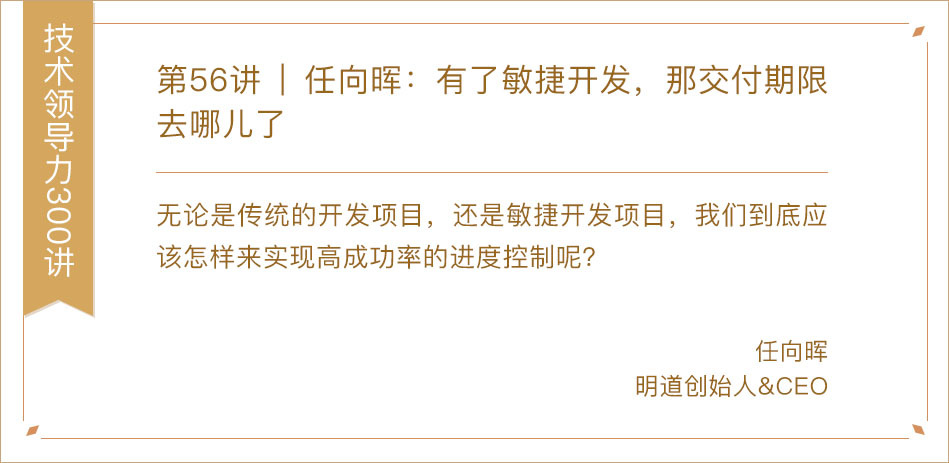 技术领导力300讲
第56讲 | 任向晖：有了敏捷开发，那交付期限
去哪儿了
无论是传统的开发项目，还是敏捷开发项目，我们到底应
该怎样来实现高成功率的进度控制呢？
任向晖
明道创始人&CEO